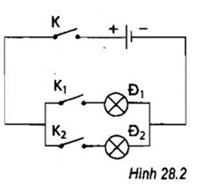 K + −
K₁ Đ₁
K₂ Đ₂
Hình 28.2